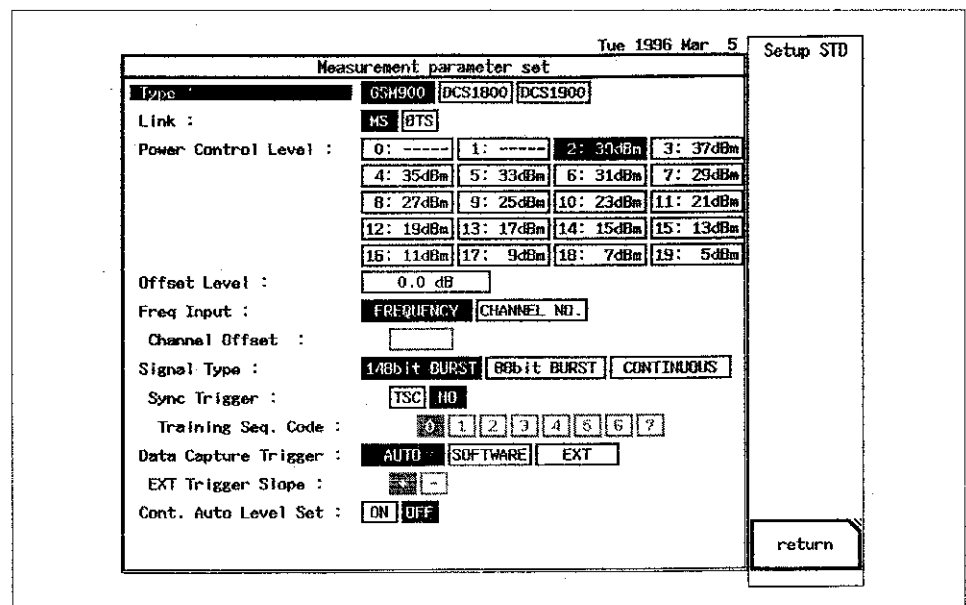 Tue 1996 Mar 5
Setup STD
Measurement parameter set
Type : GSM900 DCS1800 DCS1900
Link : MS BTS
Power Control Level : 0: ----- 1: ----- 2: 39dBm 3: 37dBm
4: 35dBm 5: 33dBm 6: 31dBm 7: 29dBm
8: 27dBm 9: 25dBm 10: 23dBm 11: 21dBm
12: 19dBm 13: 17dBm 14: 15dBm 15: 13dBm
16: 11dBm 17: 9dBm 18: 7dBm 19: 5dBm
Offset Level : 0.0 dB
Freq Input : FREQUENCY CHANNEL NO.
Channel Offset :
Signal Type : 148bit BURST 88bit BURST CONTINUOUS
Sync Trigger : TSC NO
Training Seq. Code : 0 1 2 3 4 5 6 7
Data Capture Trigger : AUTO SOFTWARE EXT
EXT Trigger Slope : + -
Cont. Auto Level Set : ON OFF
return